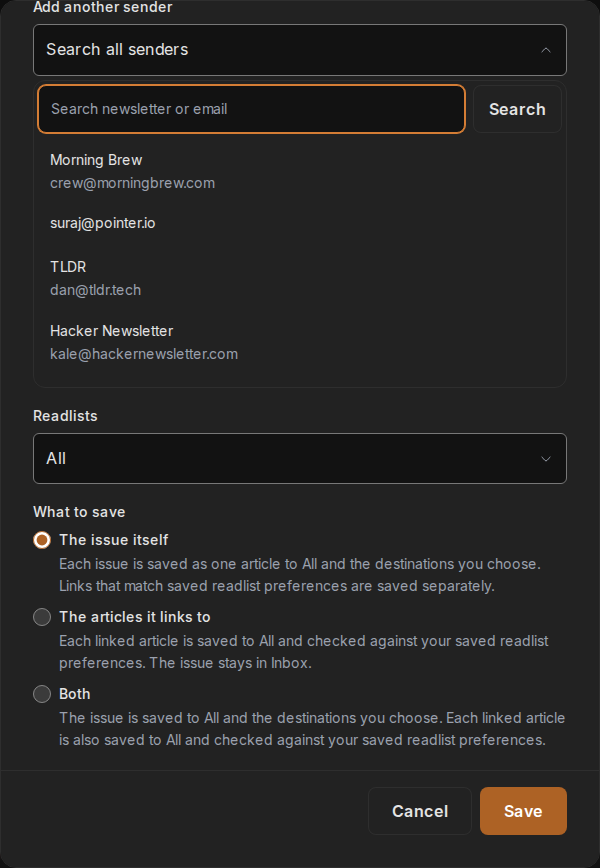 Add another sender
Search all senders
Search newsletter or email
Search
Morning Brew
crew@morningbrew.com
suraj@pointer.io
TLDR
dan@tldr.tech
Hacker Newsletter
kale@hackernewsletter.com
Readlists
All
What to save
The issue itself
Each issue is saved as one article to All and the destinations you choose.
Links that match saved readlist preferences are saved separately.
The articles it links to
Each linked article is saved to All and checked against your saved readlist
preferences. The issue stays in Inbox.
Both
The issue is saved to All and the destinations you choose. Each linked article
is also saved to All and checked against your saved readlist preferences.
Cancel
Save